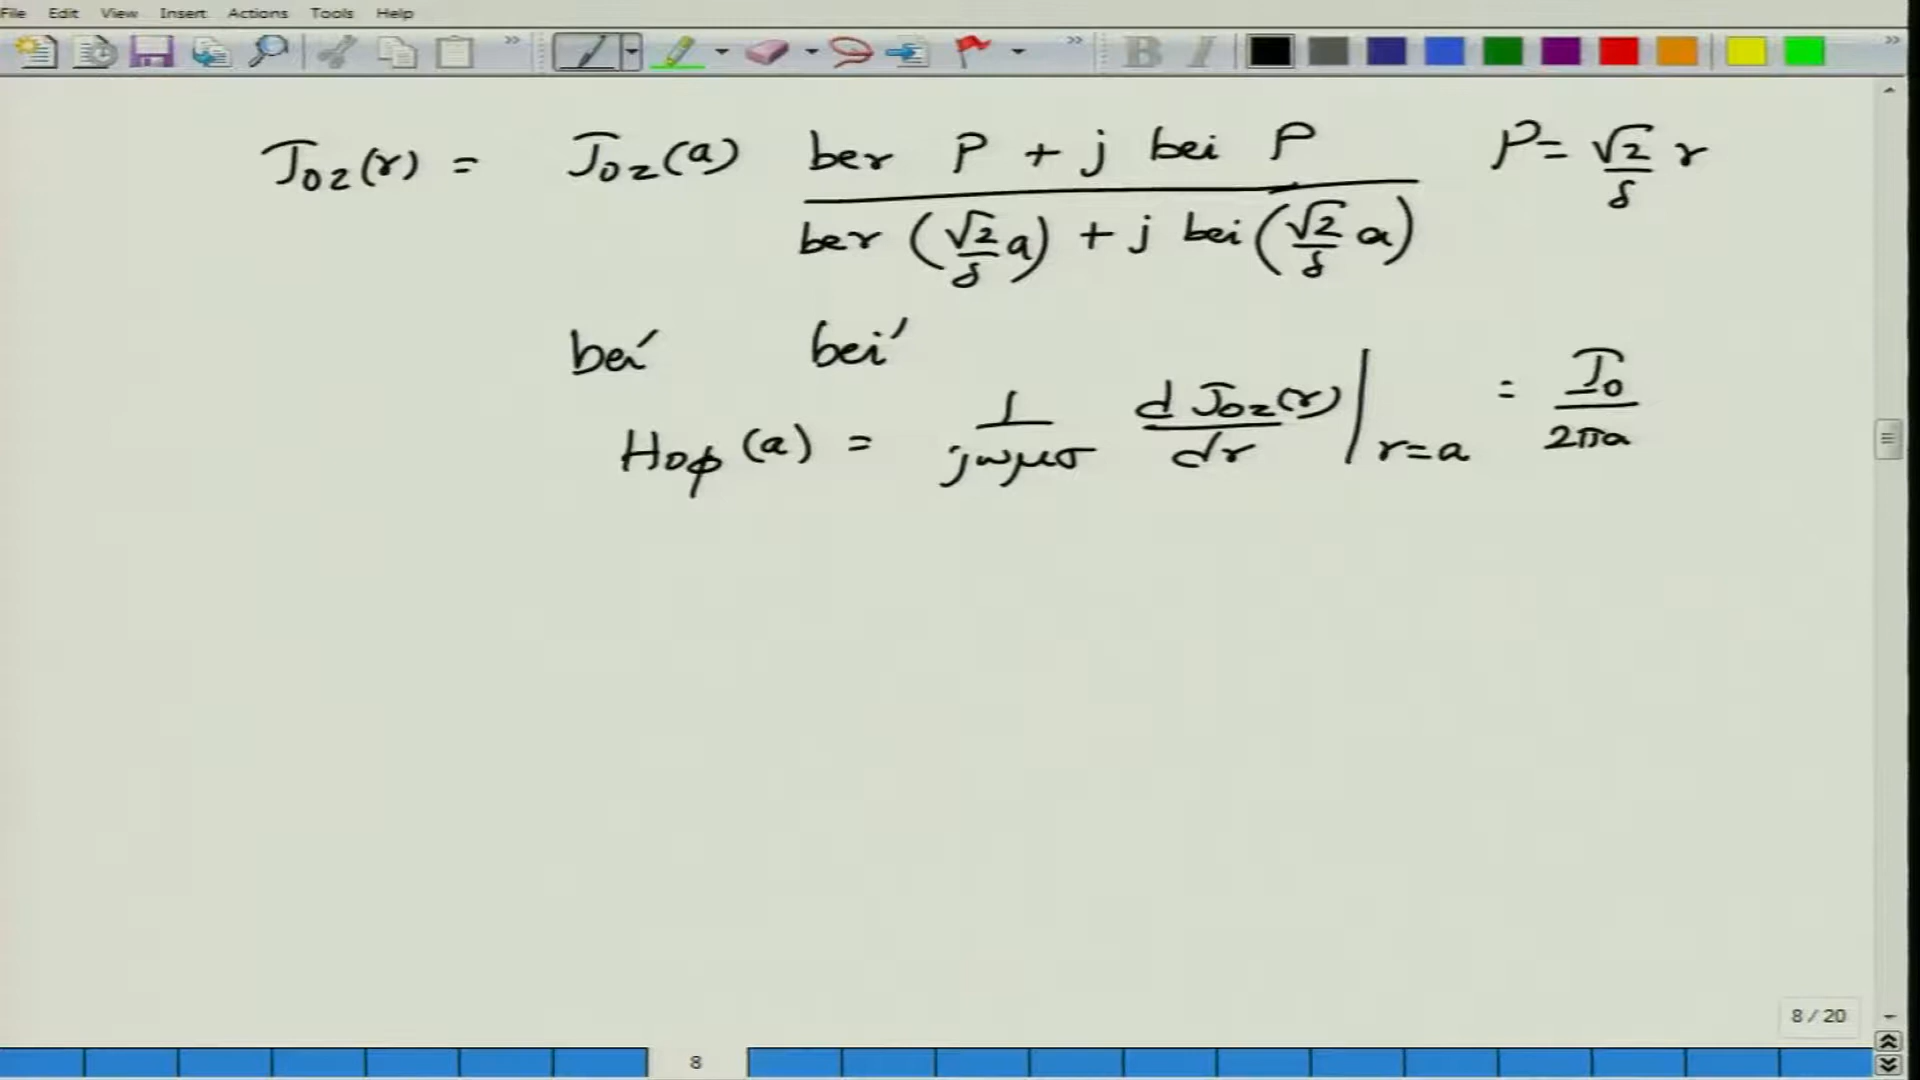 File Edit View Insert Actions Tools Help
B I
J₀z(r) = J₀z(a) (ber P + j bei P) / (ber (√2/δ a) + j bei (√2/δ a))   P = √2/δ r
ber′ bei′
H₀φ(a) = 1/(jωμσ) d J₀z(r)/dr |r=a = I₀/2πa
8 / 20
8